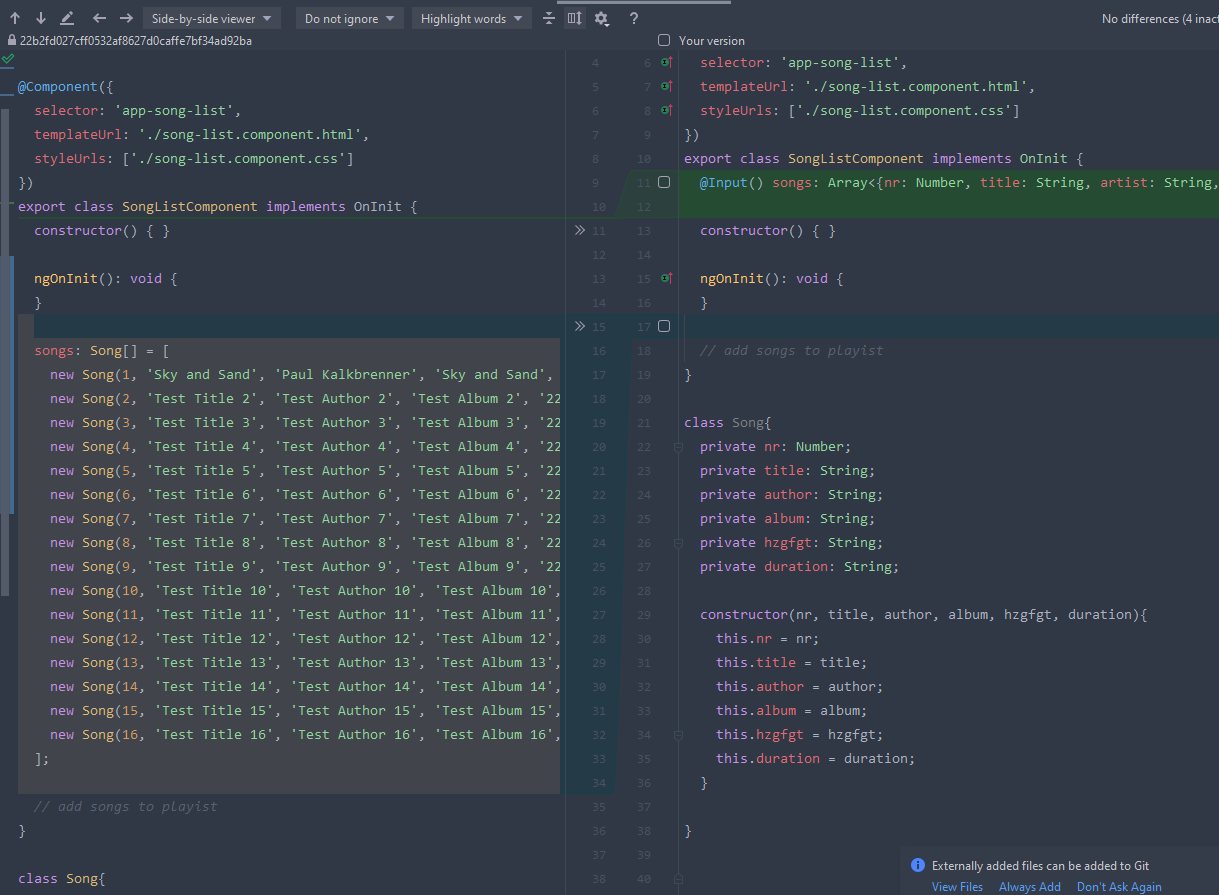 Side-by-side viewer
Do not ignore
Highlight words
?
No differences (4 inact
22b2fd027cff0532af8627d0caffe7bf34ad92ba
Your version
@Component({
  selector: 'app-song-list',
  templateUrl: './song-list.component.html',
  styleUrls: ['./song-list.component.css']
})
export class SongListComponent implements OnInit {
  constructor() { }
  ngOnInit(): void {
  }
  songs: Song[] = [
    new Song(1, 'Sky and Sand', 'Paul Kalkbrenner', 'Sky and Sand',
    new Song(2, 'Test Title 2', 'Test Author 2', 'Test Album 2', '22
    new Song(3, 'Test Title 3', 'Test Author 3', 'Test Album 3', '22
    new Song(4, 'Test Title 4', 'Test Author 4', 'Test Album 4', '22
    new Song(5, 'Test Title 5', 'Test Author 5', 'Test Album 5', '22
    new Song(6, 'Test Title 6', 'Test Author 6', 'Test Album 6', '22
    new Song(7, 'Test Title 7', 'Test Author 7', 'Test Album 7', '22
    new Song(8, 'Test Title 8', 'Test Author 8', 'Test Album 8', '22
    new Song(9, 'Test Title 9', 'Test Author 9', 'Test Album 9', '22
    new Song(10, 'Test Title 10', 'Test Author 10', 'Test Album 10',
    new Song(11, 'Test Title 11', 'Test Author 11', 'Test Album 11',
    new Song(12, 'Test Title 12', 'Test Author 12', 'Test Album 12',
    new Song(13, 'Test Title 13', 'Test Author 13', 'Test Album 13',
    new Song(14, 'Test Title 14', 'Test Author 14', 'Test Album 14',
    new Song(15, 'Test Title 15', 'Test Author 15', 'Test Album 15',
    new Song(16, 'Test Title 16', 'Test Author 16', 'Test Album 16',
  ];
  // add songs to playist
}
class Song{
4 6
5 7
6 8
7 9
8 10
9 11
10 12
11 13
12 14
13 15
14 16
15 17
16 18
17 19
18 20
19 21
20 22
21 23
22 24
23 25
24 26
25 27
26 28
27 29
28 30
29 31
30 32
31 33
32 34
33 35
34 36
35 37
36 38
37 39
38 40
  selector: 'app-song-list',
  templateUrl: './song-list.component.html',
  styleUrls: ['./song-list.component.css']
})
export class SongListComponent implements OnInit {
  @Input() songs: Array<{nr: Number, title: String, artist: String,
  constructor() { }
  ngOnInit(): void {
  }
  // add songs to playist
}
class Song{
  private nr: Number;
  private title: String;
  private author: String;
  private album: String;
  private hzgfgt: String;
  private duration: String;
  constructor(nr, title, author, album, hzgfgt, duration){
    this.nr = nr;
    this.title = title;
    this.author = author;
    this.album = album;
    this.hzgfgt = hzgfgt;
    this.duration = duration;
  }
}
Externally added files can be added to Git
View Files Always Add Don't Ask Again